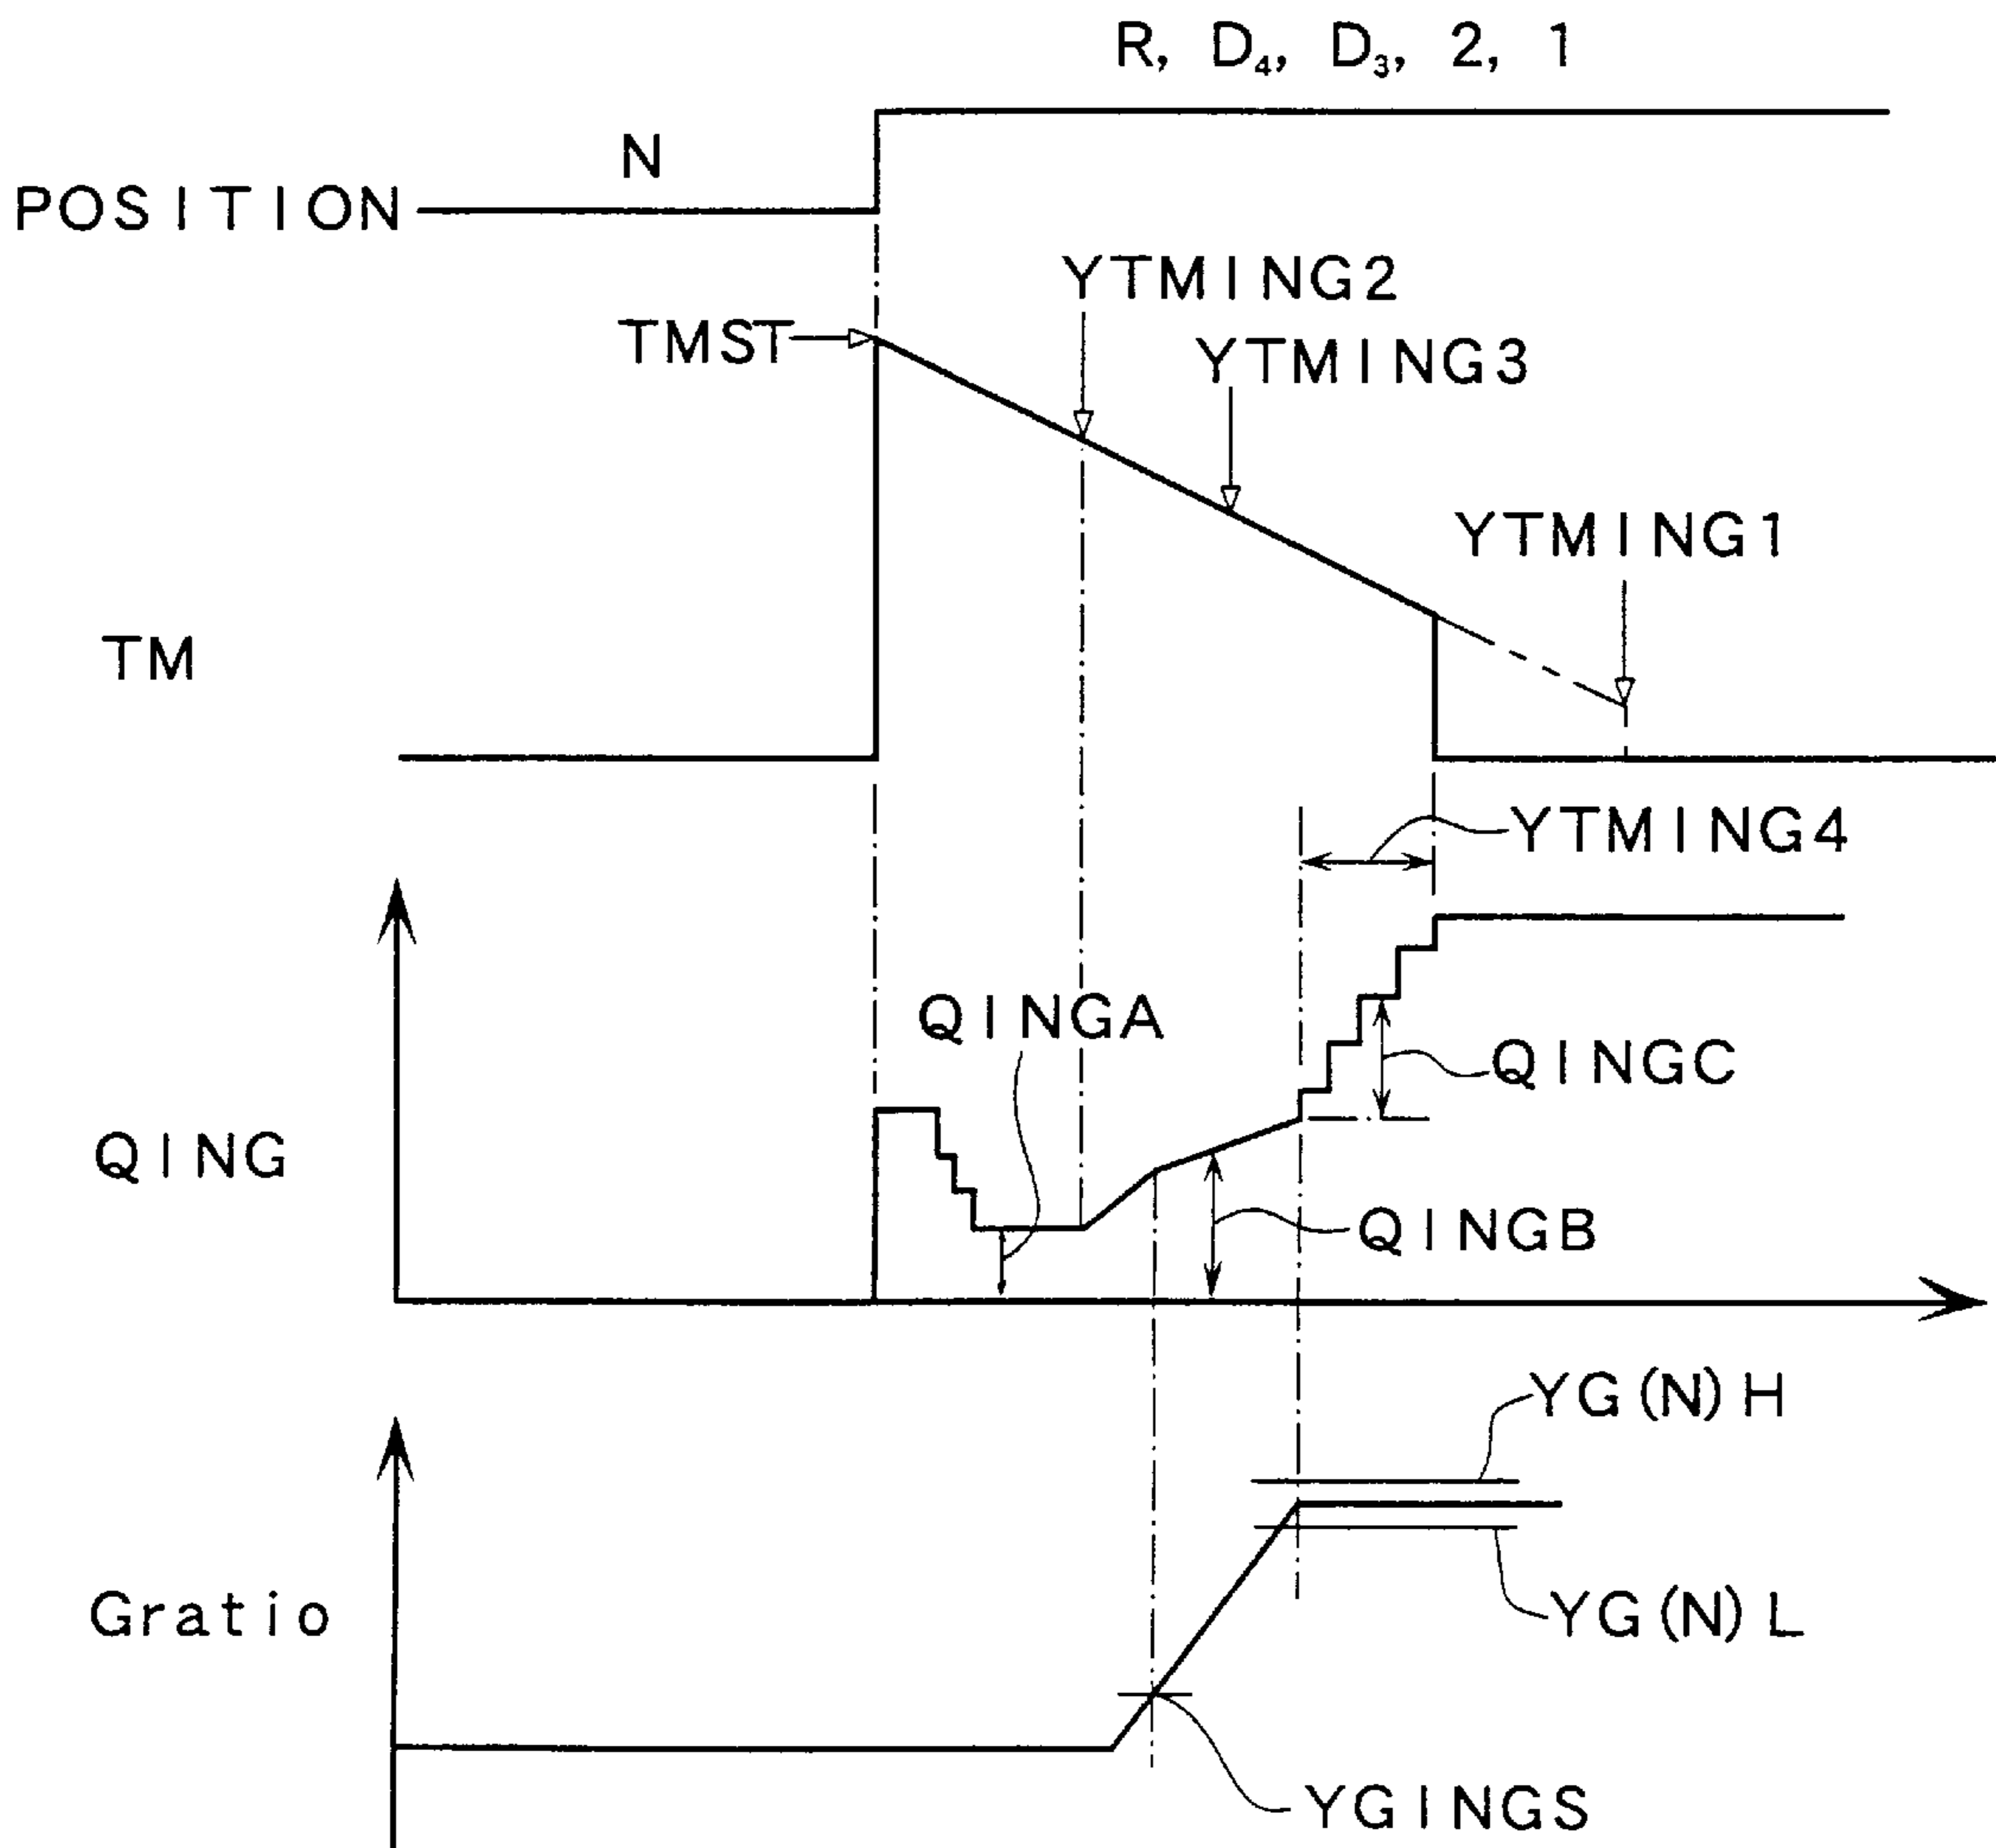 R, D₄, D₃, 2, 1
N
POSITION
YTMING2
TMST
YTMING3
YTMING1
TM
YTMING4
QINGA
QINGC
QING
QINGB
YG(N)H
Gratio
YG(N)L
YGINGS